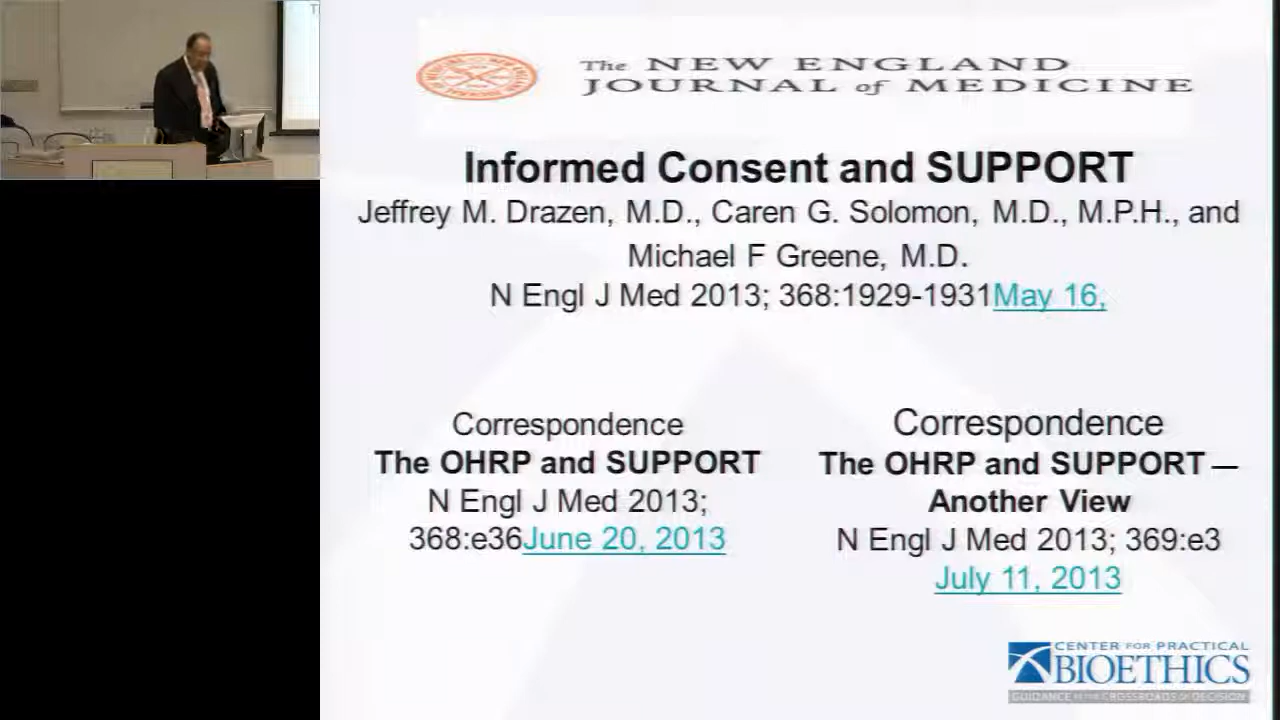 The NEW ENGLAND
JOURNAL of MEDICINE
Informed Consent and SUPPORT
Jeffrey M. Drazen, M.D., Caren G. Solomon, M.D., M.P.H., and
Michael F Greene, M.D.
N Engl J Med 2013; 368:1929-1931May 16,
Correspondence
The OHRP and SUPPORT
N Engl J Med 2013;
368:e36June 20, 2013
Correspondence
The OHRP and SUPPORT —
Another View
N Engl J Med 2013; 369:e3
July 11, 2013
CENTER FOR PRACTICAL
BIOETHICS
GUIDANCE AT THE CROSSROADS OF DECISION